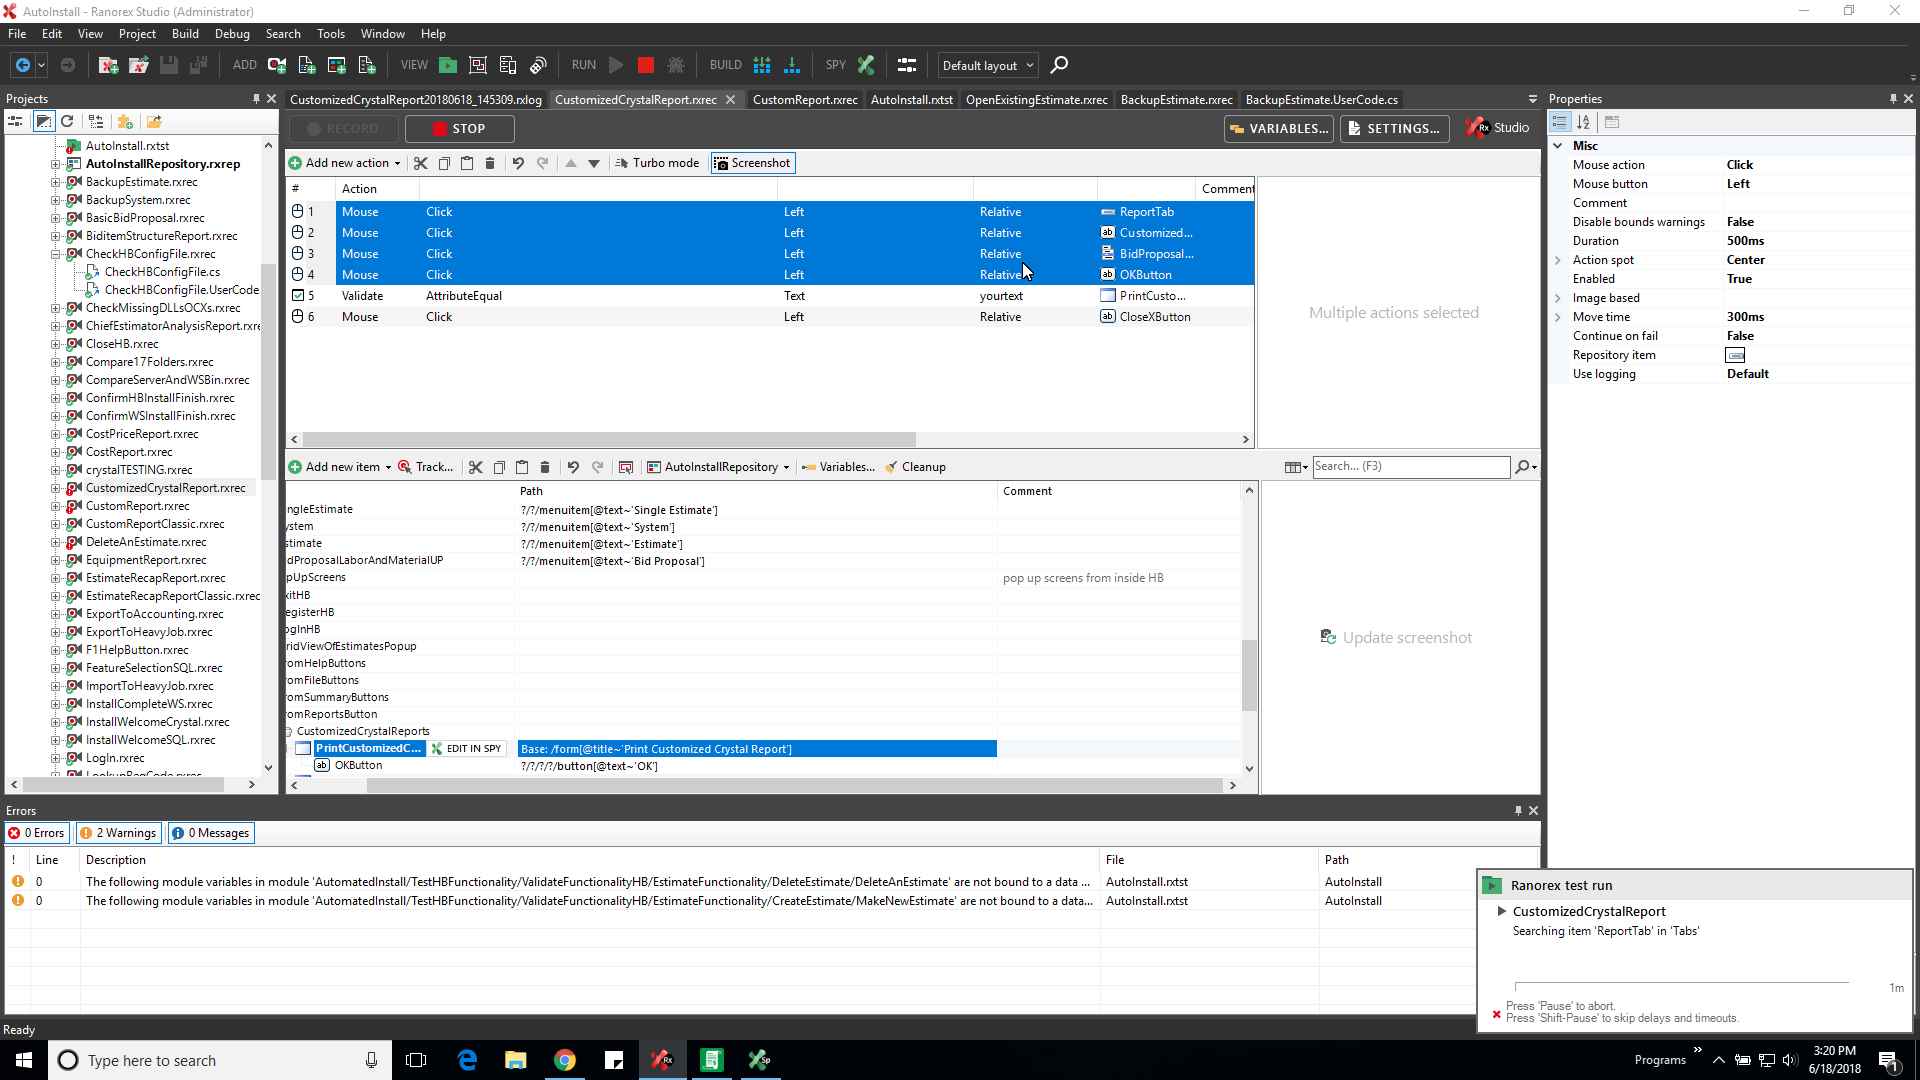 AutoInstall - Ranorex Studio (Administrator)
File Edit View Project Build Debug Search Tools Window Help
ADD VIEW RUN BUILD SPY Default layout
Projects
AutoInstall.rxtst
AutoInstallRepository.rxrep
BackupEstimate.rxrec
BackupSystem.rxrec
BasicBidProposal.rxrec
BiditemStructureReport.rxrec
CheckHBConfigFile.rxrec
CheckHBConfigFile.cs
CheckHBConfigFile.UserCode
CheckMissingDLLsOCXs.rxrec
ChiefEstimatorAnalysisReport.rxre
CloseHB.rxrec
Compare17Folders.rxrec
CompareServerAndWSBin.rxrec
ConfirmHBInstallFinish.rxrec
ConfirmWSInstallFinish.rxrec
CostPriceReport.rxrec
CostReport.rxrec
crystalTESTING.rxrec
CustomizedCrystalReport.rxrec
CustomReport.rxrec
CustomReportClassic.rxrec
DeleteAnEstimate.rxrec
EquipmentReport.rxrec
EstimateRecapReport.rxrec
EstimateRecapReportClassic.rxrec
ExportToAccounting.rxrec
ExportToHeavyJob.rxrec
F1HelpButton.rxrec
FeatureSelectionSQL.rxrec
ImportToHeavyJob.rxrec
InstallCompleteWS.rxrec
InstallWelcomeCrystal.rxrec
InstallWelcomeSQL.rxrec
LogIn.rxrec
LookupRegCode.rxrec
CustomizedCrystalReport20180618_145309.rxlog CustomizedCrystalReport.rxrec CustomReport.rxrec AutoInstall.rxtst OpenExistingEstimate.rxrec BackupEstimate.rxrec BackupEstimate.UserCode.cs
RECORD STOP VARIABLES... SETTINGS... Rx Studio
Add new action Turbo mode Screenshot
# Action Comment
1 Mouse Click Left Relative ReportTab
2 Mouse Click Left Relative Customized...
3 Mouse Click Left Relative BidProposal...
4 Mouse Click Left Relative OKButton
5 Validate AttributeEqual Text yourtext PrintCusto...
6 Mouse Click Left Relative CloseXButton
Multiple actions selected
Add new item Track... AutoInstallRepository Variables... Cleanup Search... (F3)
Path Comment
ngleEstimate ?/?/menuitem[@text~'Single Estimate']
ystem ?/?/menuitem[@text~'System']
stimate ?/?/menuitem[@text~'Estimate']
dProposalLaborAndMaterialUP ?/?/menuitem[@text~'Bid Proposal']
pUpScreens pop up screens from inside HB
xitHB
egisterHB
ogInHB
ridViewOfEstimatesPopup
omHelpButtons
omFileButtons
omSummaryButtons
omReportsButton
CustomizedCrystalReports
PrintCustomizedC... EDIT IN SPY Base: /form[@title~'Print Customized Crystal Report']
OKButton ?/?/?/?/button[@text~'OK']
Update screenshot
Properties
Misc
Mouse action Click
Mouse button Left
Comment
Disable bounds warnings False
Duration 500ms
Action spot Center
Enabled True
Image based
Move time 300ms
Continue on fail False
Repository item
Use logging Default
Errors
0 Errors 2 Warnings 0 Messages
! Line Description File Path
0 The following module variables in module 'AutomatedInstall/TestHBFunctionality/ValidateFunctionalityHB/EstimateFunctionality/DeleteEstimate/DeleteAnEstimate' are not bound to a data ... AutoInstall.rxtst AutoInstall
0 The following module variables in module 'AutomatedInstall/TestHBFunctionality/ValidateFunctionalityHB/EstimateFunctionality/CreateEstimate/MakeNewEstimate' are not bound to a data... AutoInstall.rxtst AutoInstall
Ranorex test run
CustomizedCrystalReport
Searching item 'ReportTab' in 'Tabs'
1m
Press 'Pause' to abort.
Press 'Shift-Pause' to skip delays and timeouts.
Ready
Type here to search
Programs
3:20 PM
6/18/2018
1